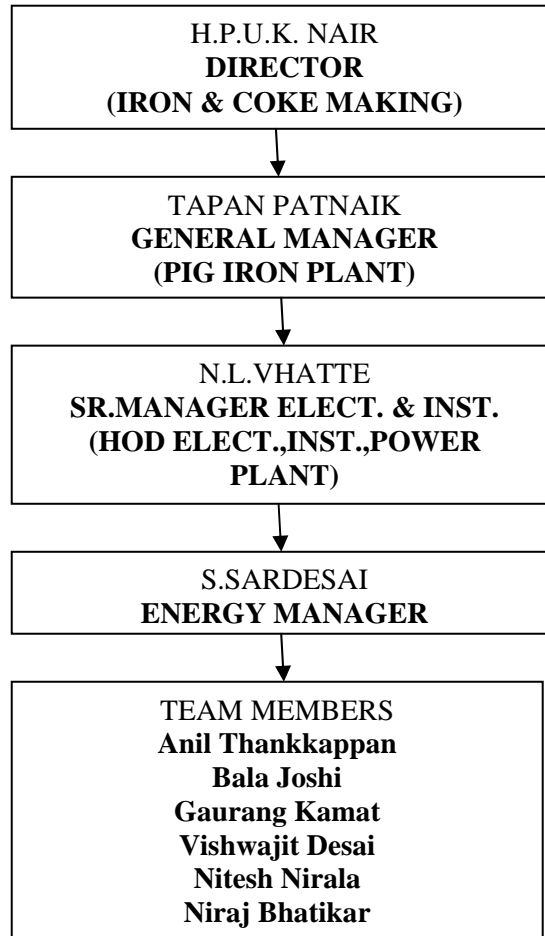 H.P.U.K. NAIR
DIRECTOR
(IRON & COKE MAKING)
TAPAN PATNAIK
GENERAL MANAGER
(PIG IRON PLANT)
N.L.VHATTE
SR.MANAGER ELECT. & INST.
(HOD ELECT.,INST.,POWER
PLANT)
S.SARDESAI
ENERGY MANAGER
TEAM MEMBERS
Anil Thankkappan
Bala Joshi
Gaurang Kamat
Vishwajit Desai
Nitesh Nirala
Niraj Bhatikar